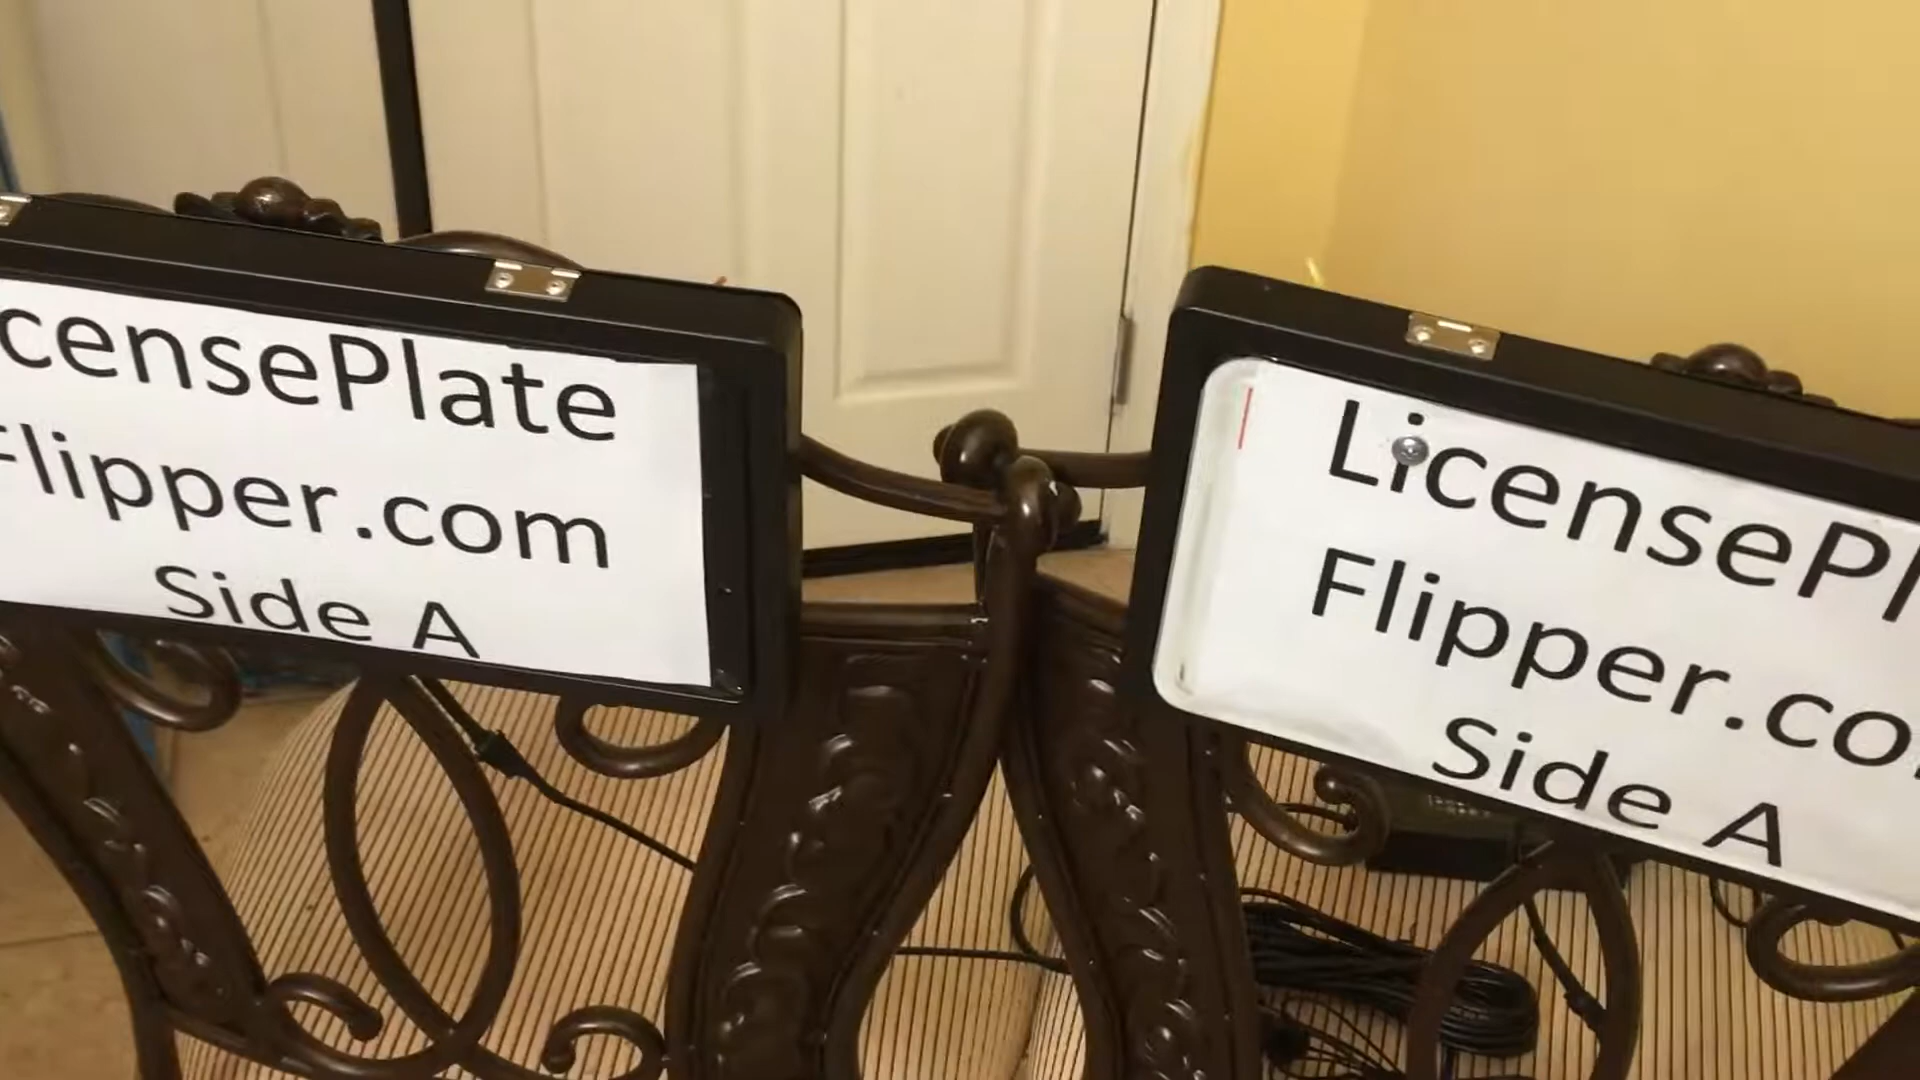 censePlate
Flipper.com
Side A
LicensePl
Flipper.co
Side A